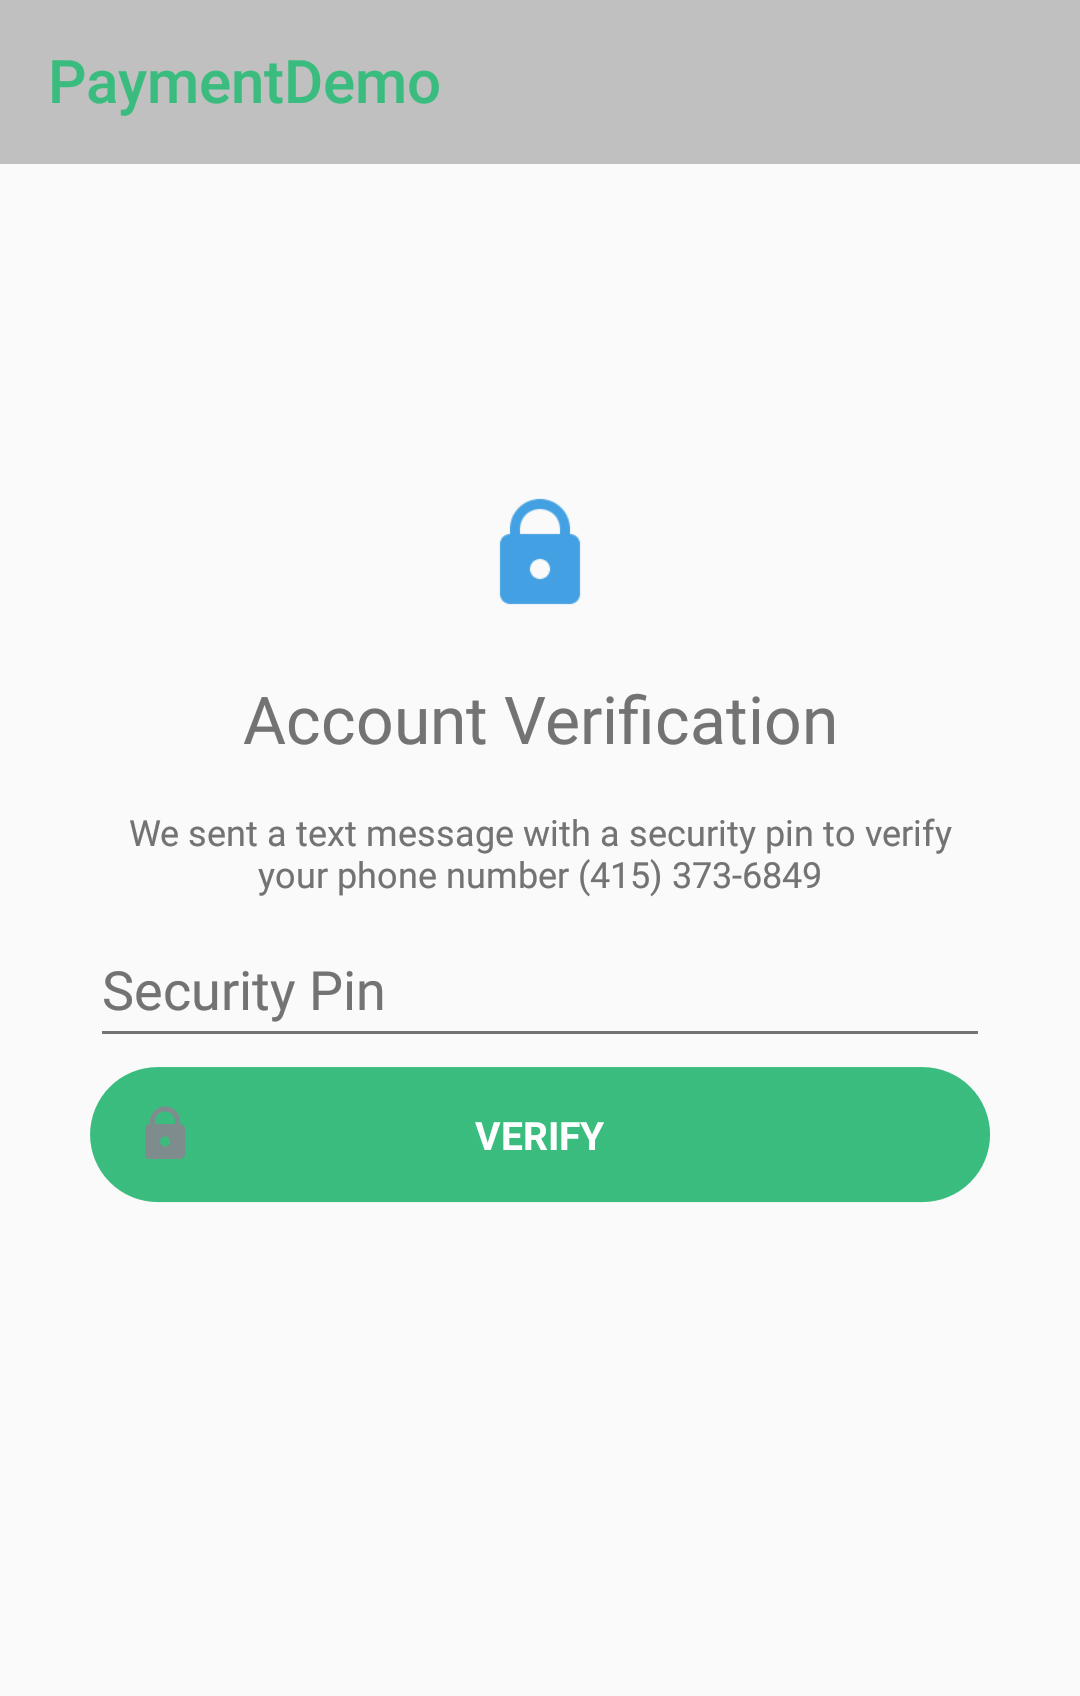 PaymentDemo
Account Verification
We sent a text message with a security pin to verify
your phone number (415) 373-6849
Security Pin
VERIFY